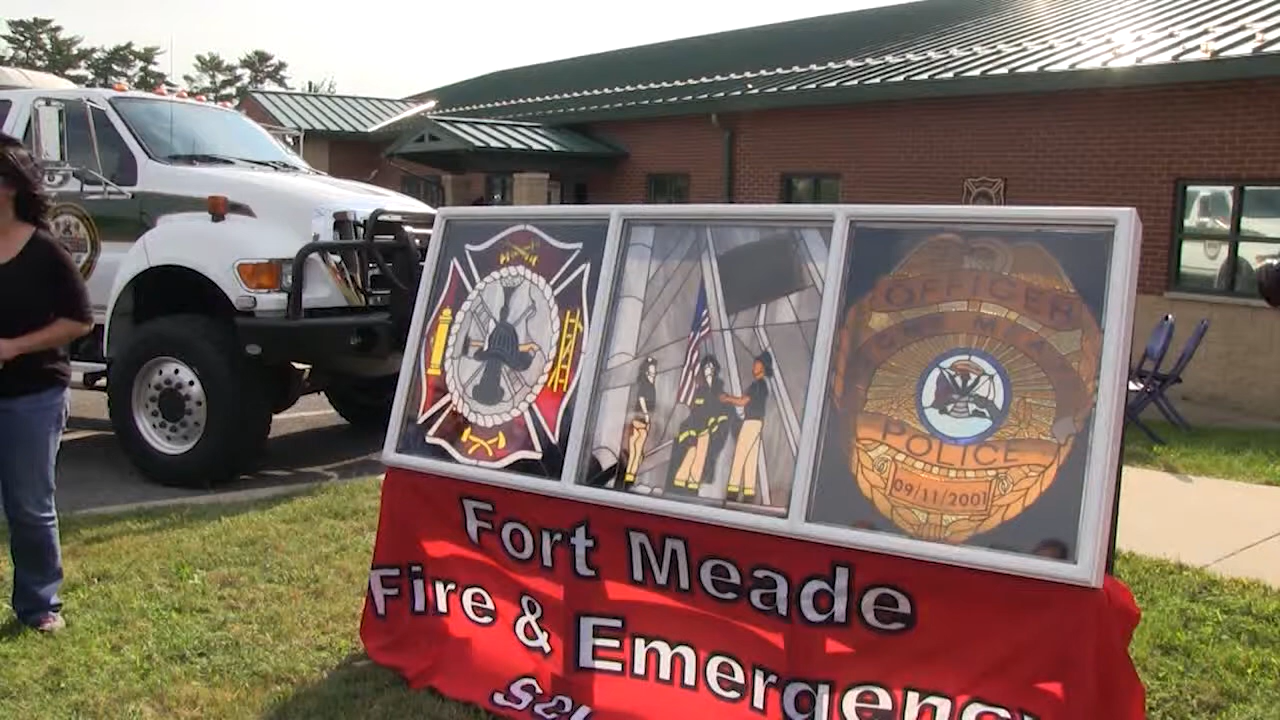 OFFICER
POLICE
09/11/2001
Fort Meade
Fire & Emergency